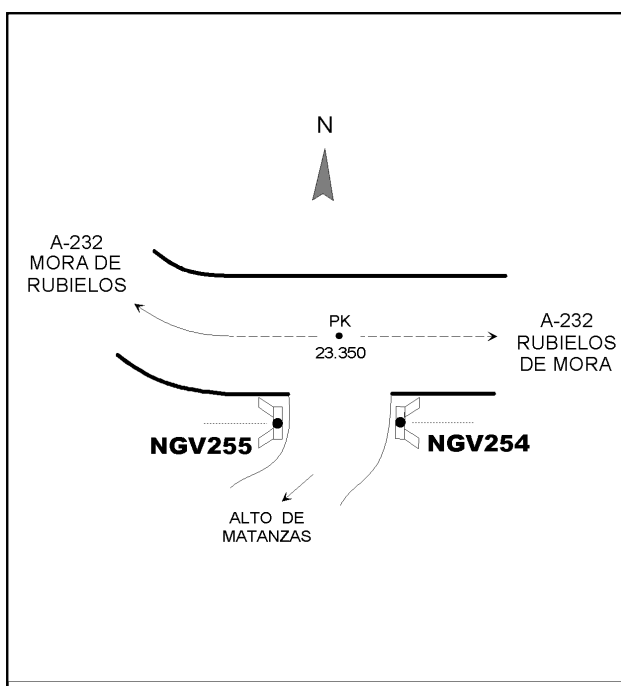 N
A-232
MORA DE
RUBIELOS
PK
23.350
A-232
RUBIELOS
DE MORA
NGV255
NGV254
ALTO DE
MATANZAS